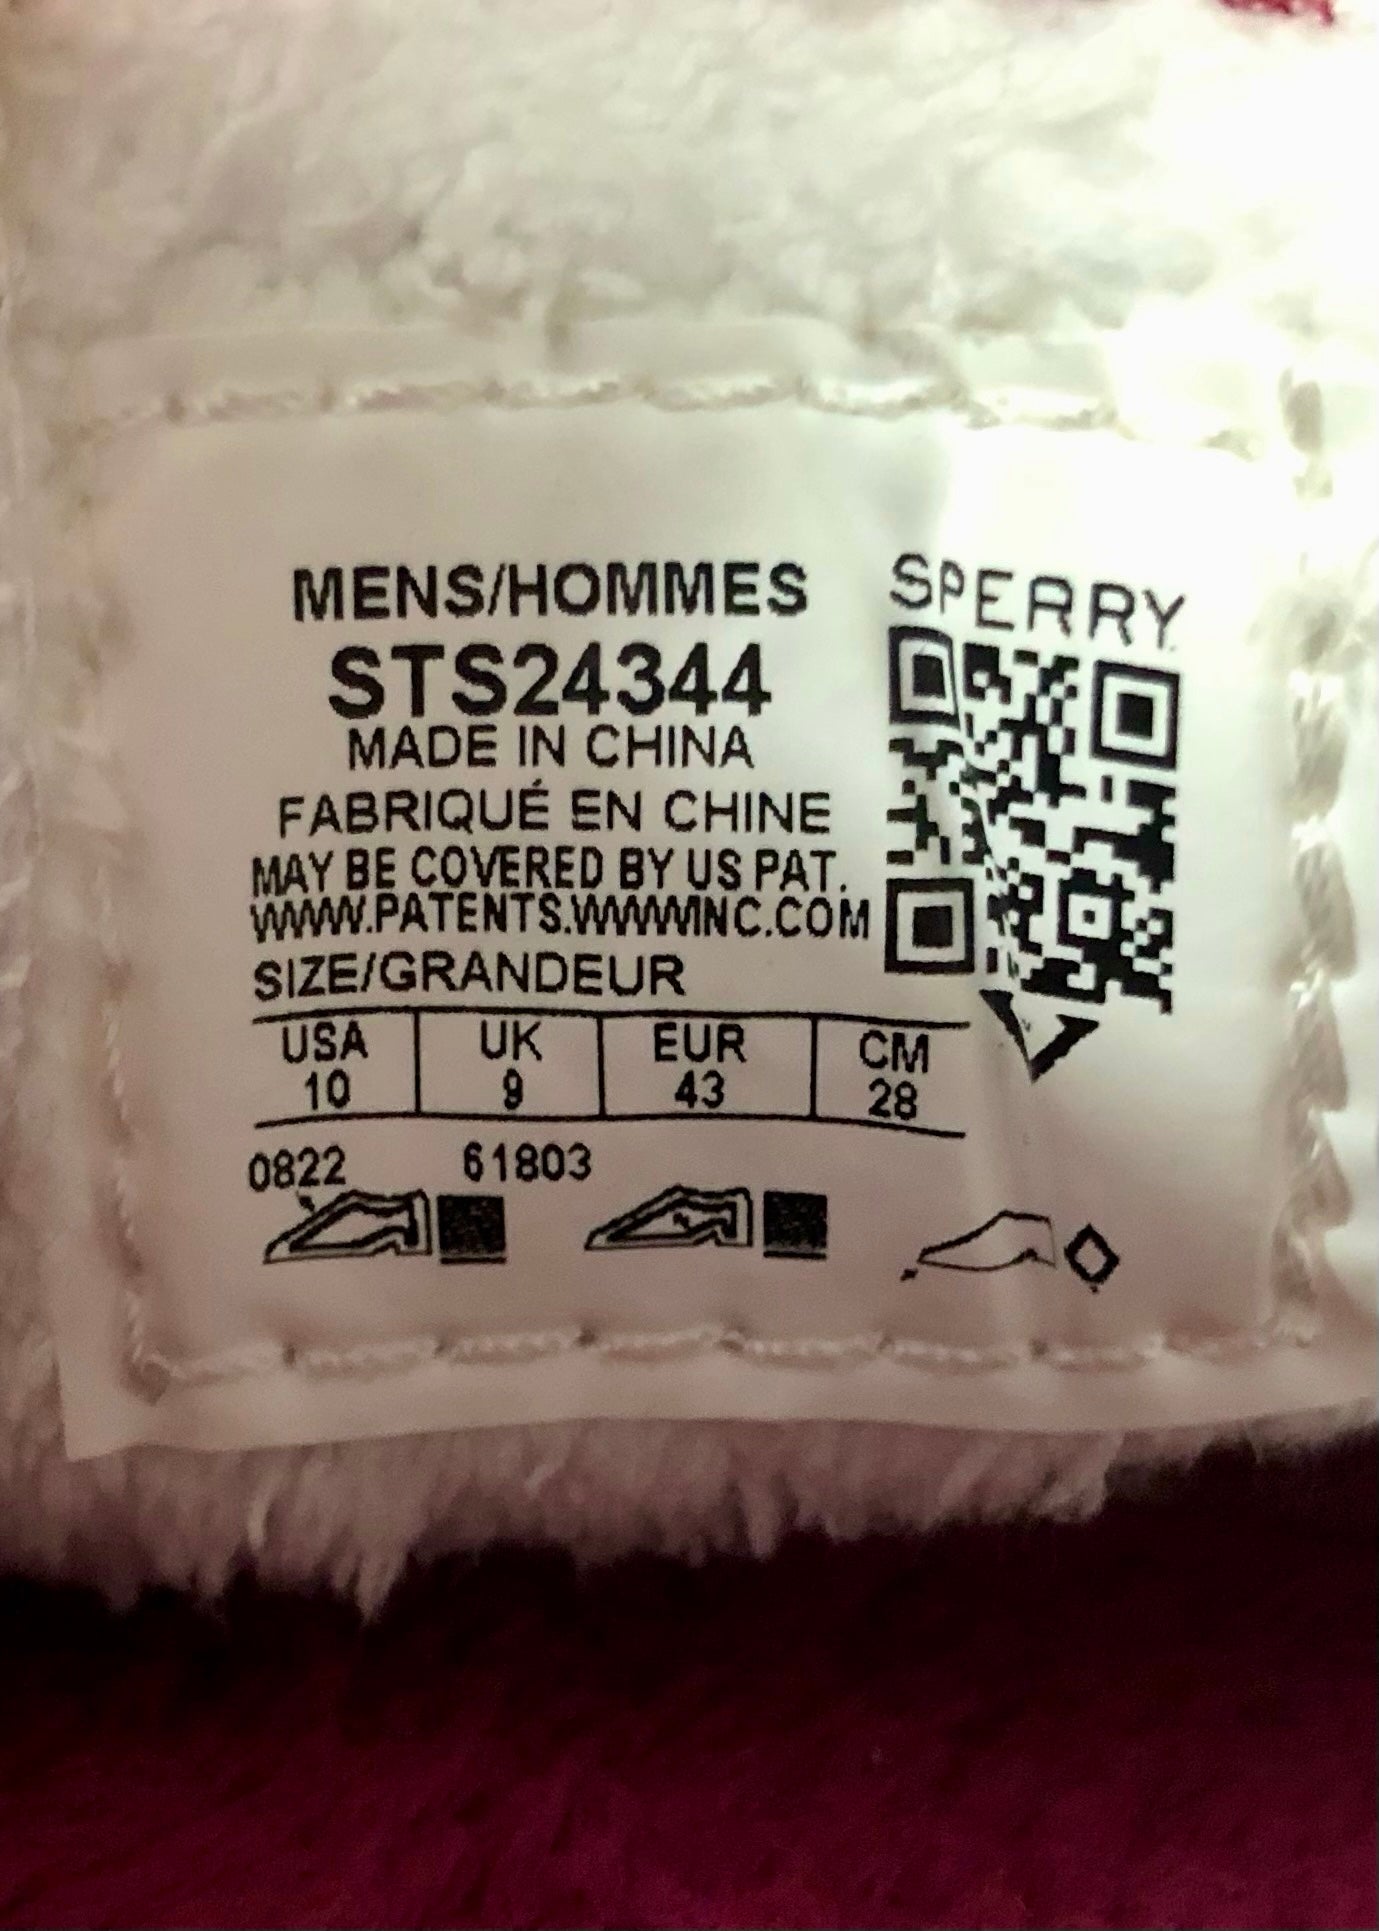 MENS/HOMMES
STS24344
MADE IN CHINA
FABRIQUÉ EN CHINE
MAY BE COVERED BY US PAT.
WWW.PATENTS.WWWINC.COM
SIZE/GRANDEUR
USA UK EUR CM
10 9 43 28
0822 61803
SPERRY